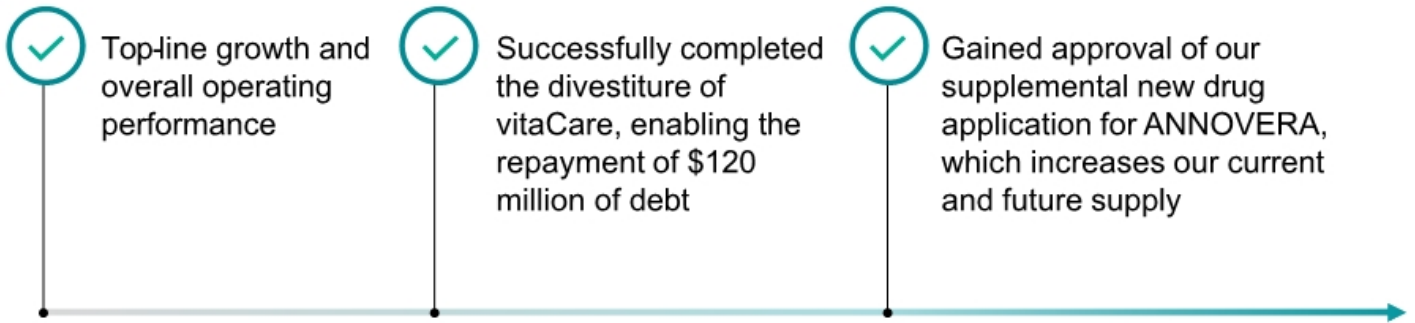 Top-line growth and
overall operating
performance
Successfully completed
the divestiture of
vitaCare, enabling the
repayment of $120
million of debt
Gained approval of our
supplemental new drug
application for ANNOVERA,
which increases our current
and future supply